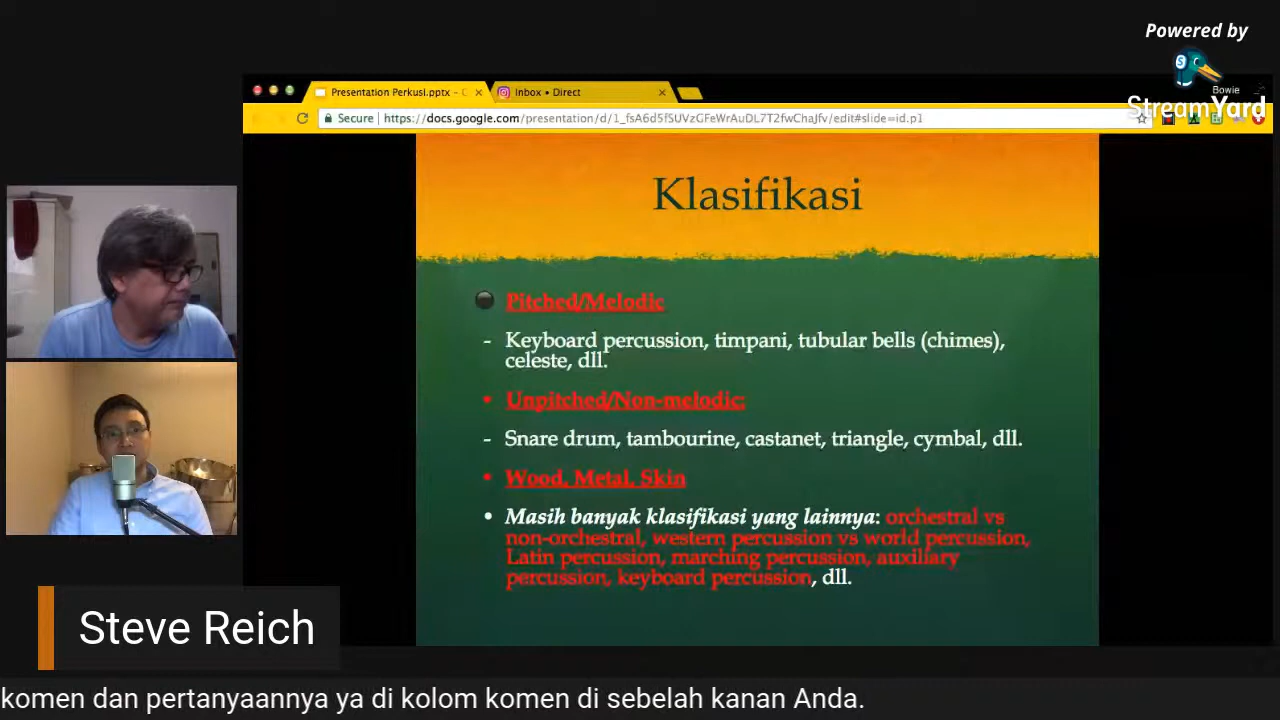 Powered by
Bowie
StreamYard
Presentation Perkusi.pptx - G
Inbox • Direct
Secure
https://docs.google.com/presentation/d/1_fsA6d5fSUVzGFeWrAuDL7T2fwChaJfv/edit#slide=id.p1
Klasifikasi
Pitched/Melodic
- Keyboard percussion, timpani, tubular bells (chimes),
celeste, dll.
• Unpitched/Non-melodic:
- Snare drum, tambourine, castanet, triangle, cymbal, dll.
• Wood, Metal, Skin
• Masih banyak klasifikasi yang lainnya: orchestral vs
non-orchestral, western percussion vs world percussion,
Latin percussion, marching percussion, auxiliary
percussion, keyboard percussion, dll.
Steve Reich
komen dan pertanyaannya ya di kolom komen di sebelah kanan Anda.